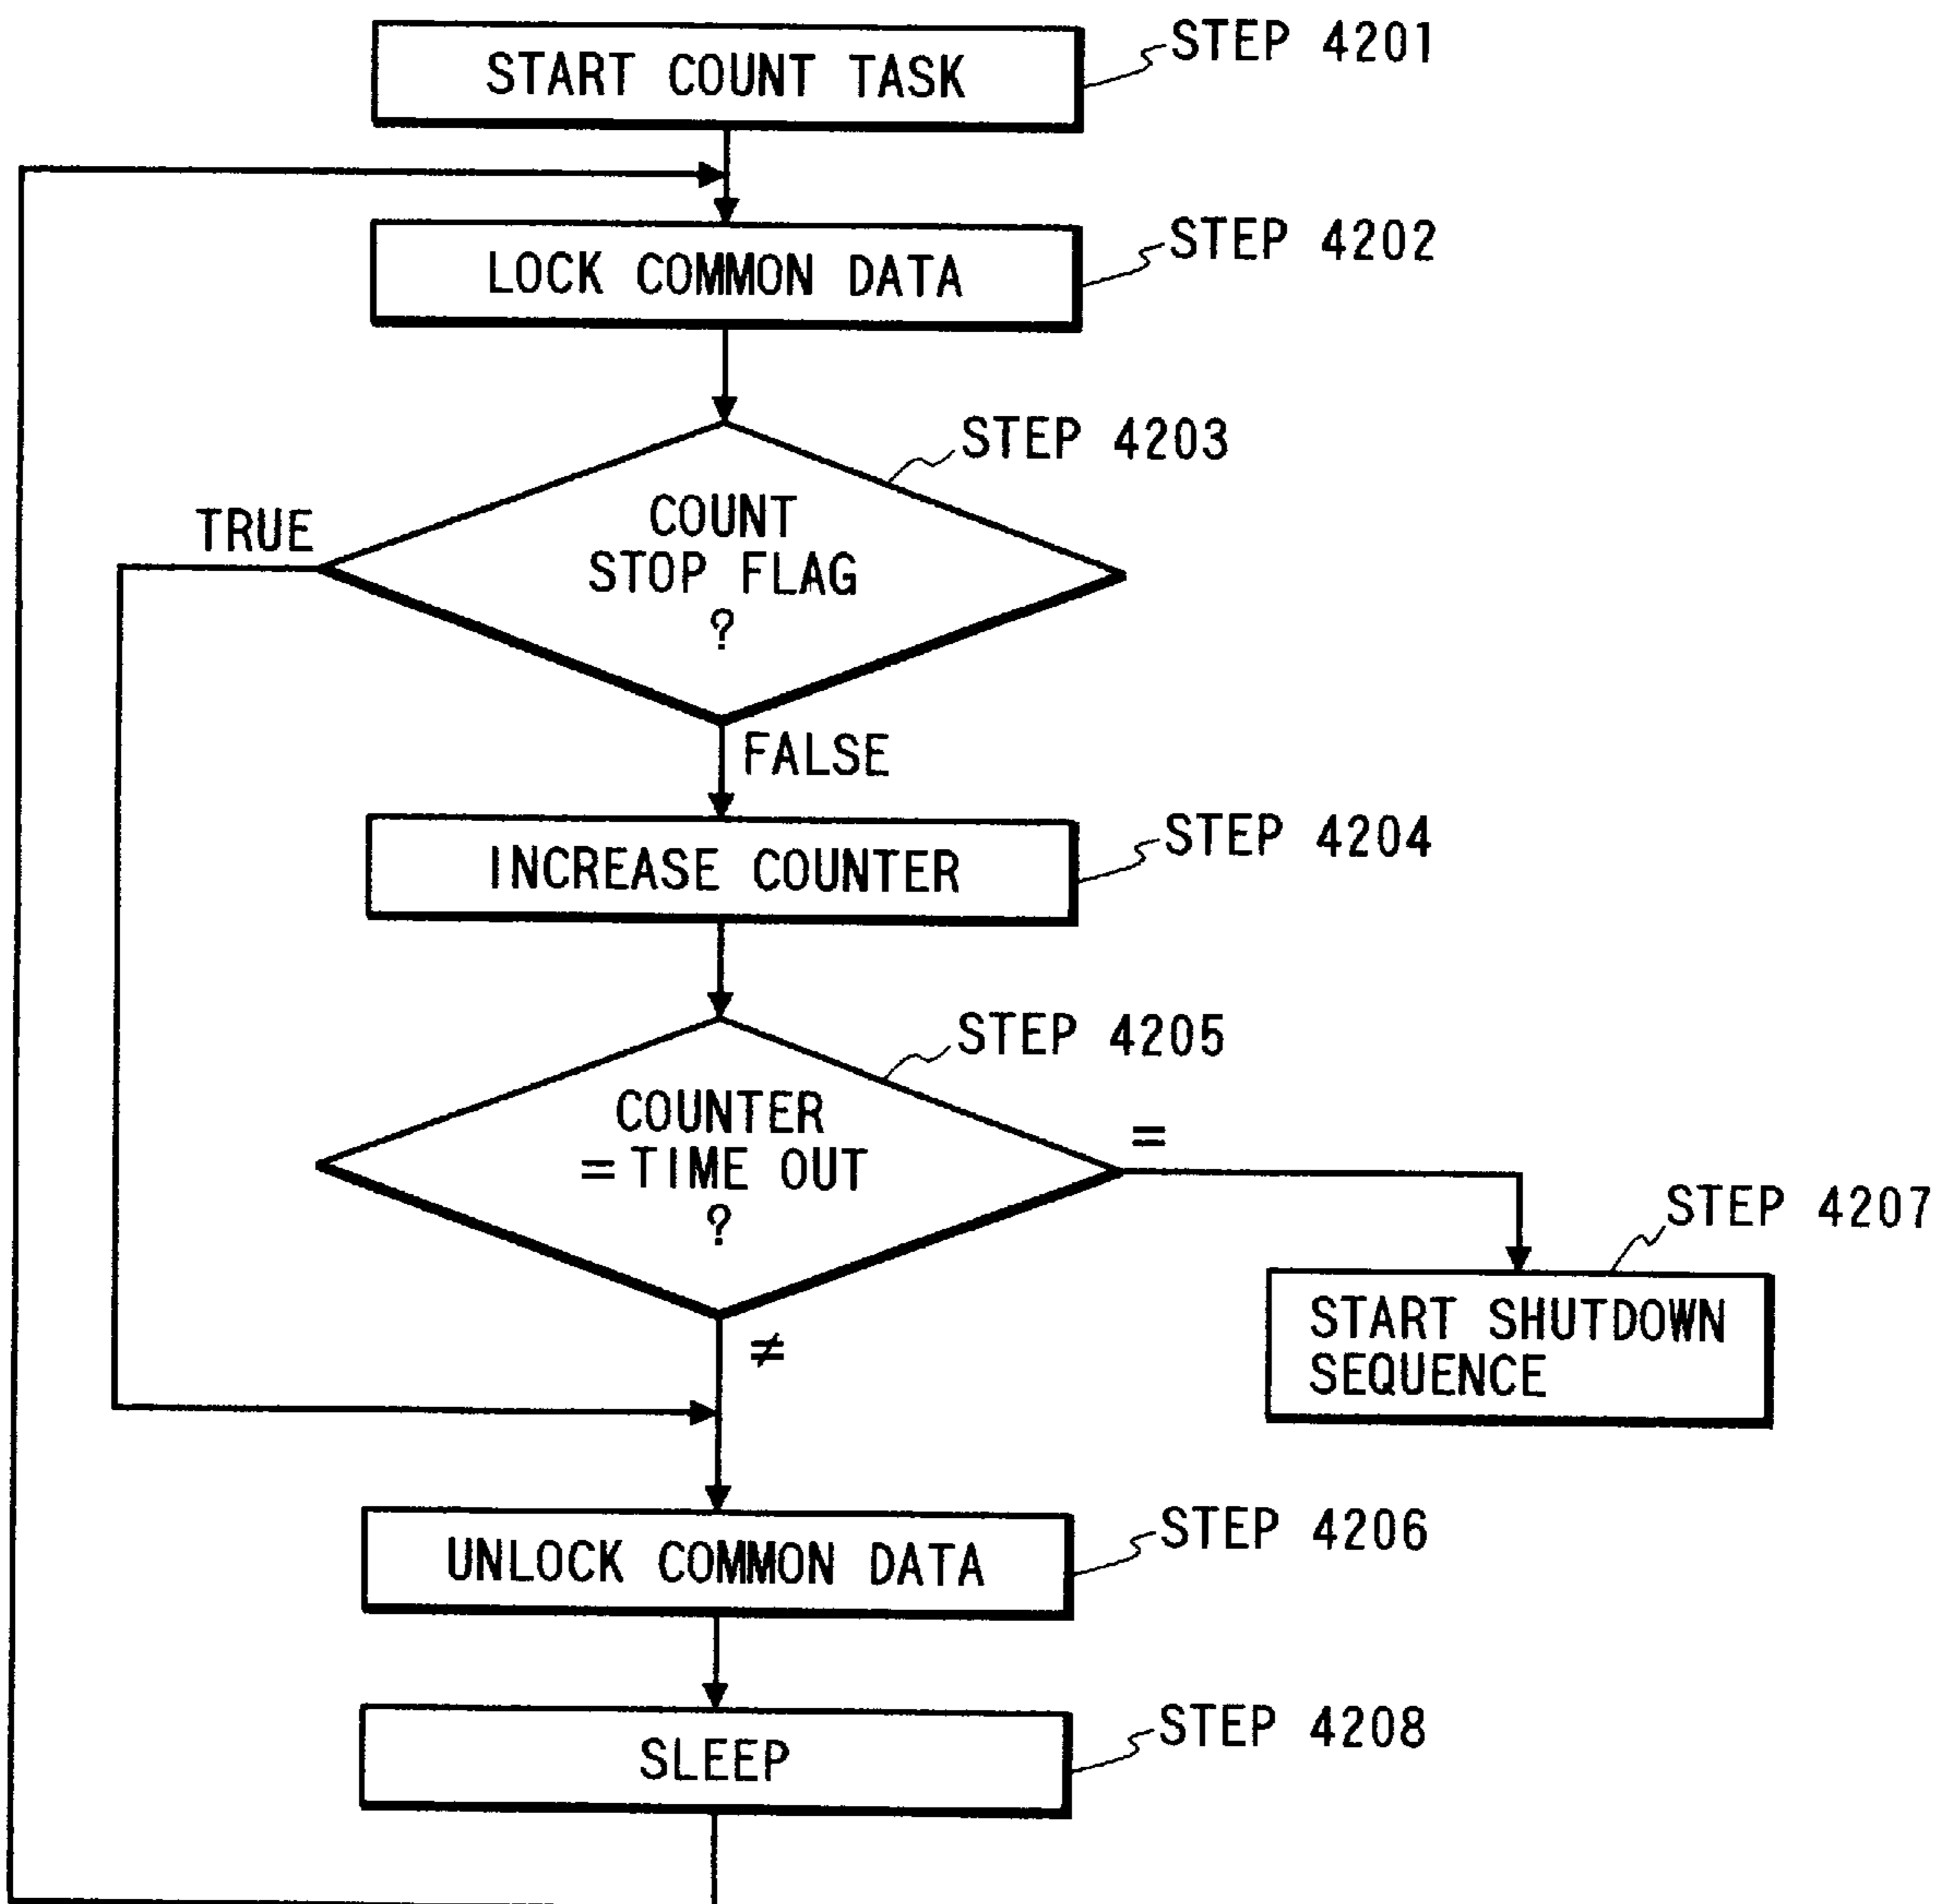 START COUNT TASK
STEP 4201
LOCK COMMON DATA
STEP 4202
STEP 4203
TRUE
COUNT
STOP FLAG
?
FALSE
INCREASE COUNTER
STEP 4204
STEP 4205
COUNTER
=TIME OUT
?
=
STEP 4207
START SHUTDOWN
SEQUENCE
≠
UNLOCK COMMON DATA
STEP 4206
SLEEP
STEP 4208